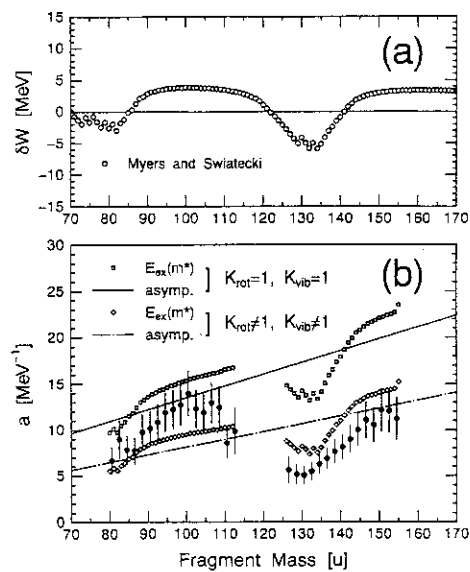 15
10
5
0
-5
-10
-15
δW [MeV]
(a)
Myers and Swiatecki
70 80 90 100 110 120 130 140 150 160 170
30
25
20
15
10
5
0
a [MeV⁻¹]
(b)
E_ex(m*)
asymp.
K_rot=1, K_vib=1
E_ex(m*)
asymp.
K_rot≠1, K_vib≠1
70 80 90 100 110 120 130 140 150 160 170
Fragment Mass [u]